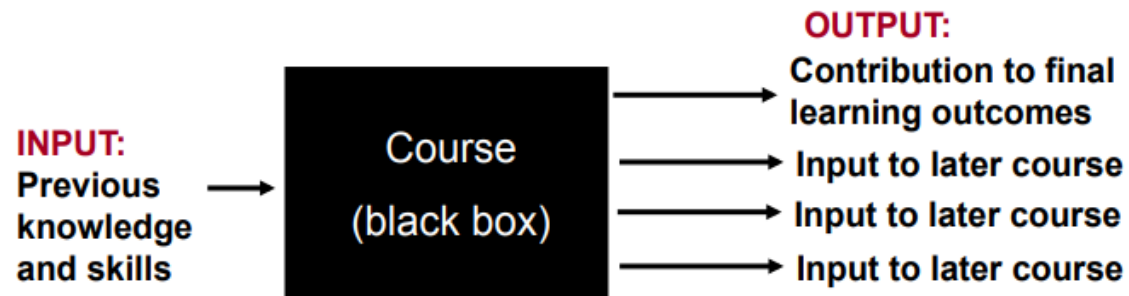 INPUT:
Previous
knowledge
and skills
Course
(black box)
OUTPUT:
Contribution to final
learning outcomes
Input to later course
Input to later course
Input to later course